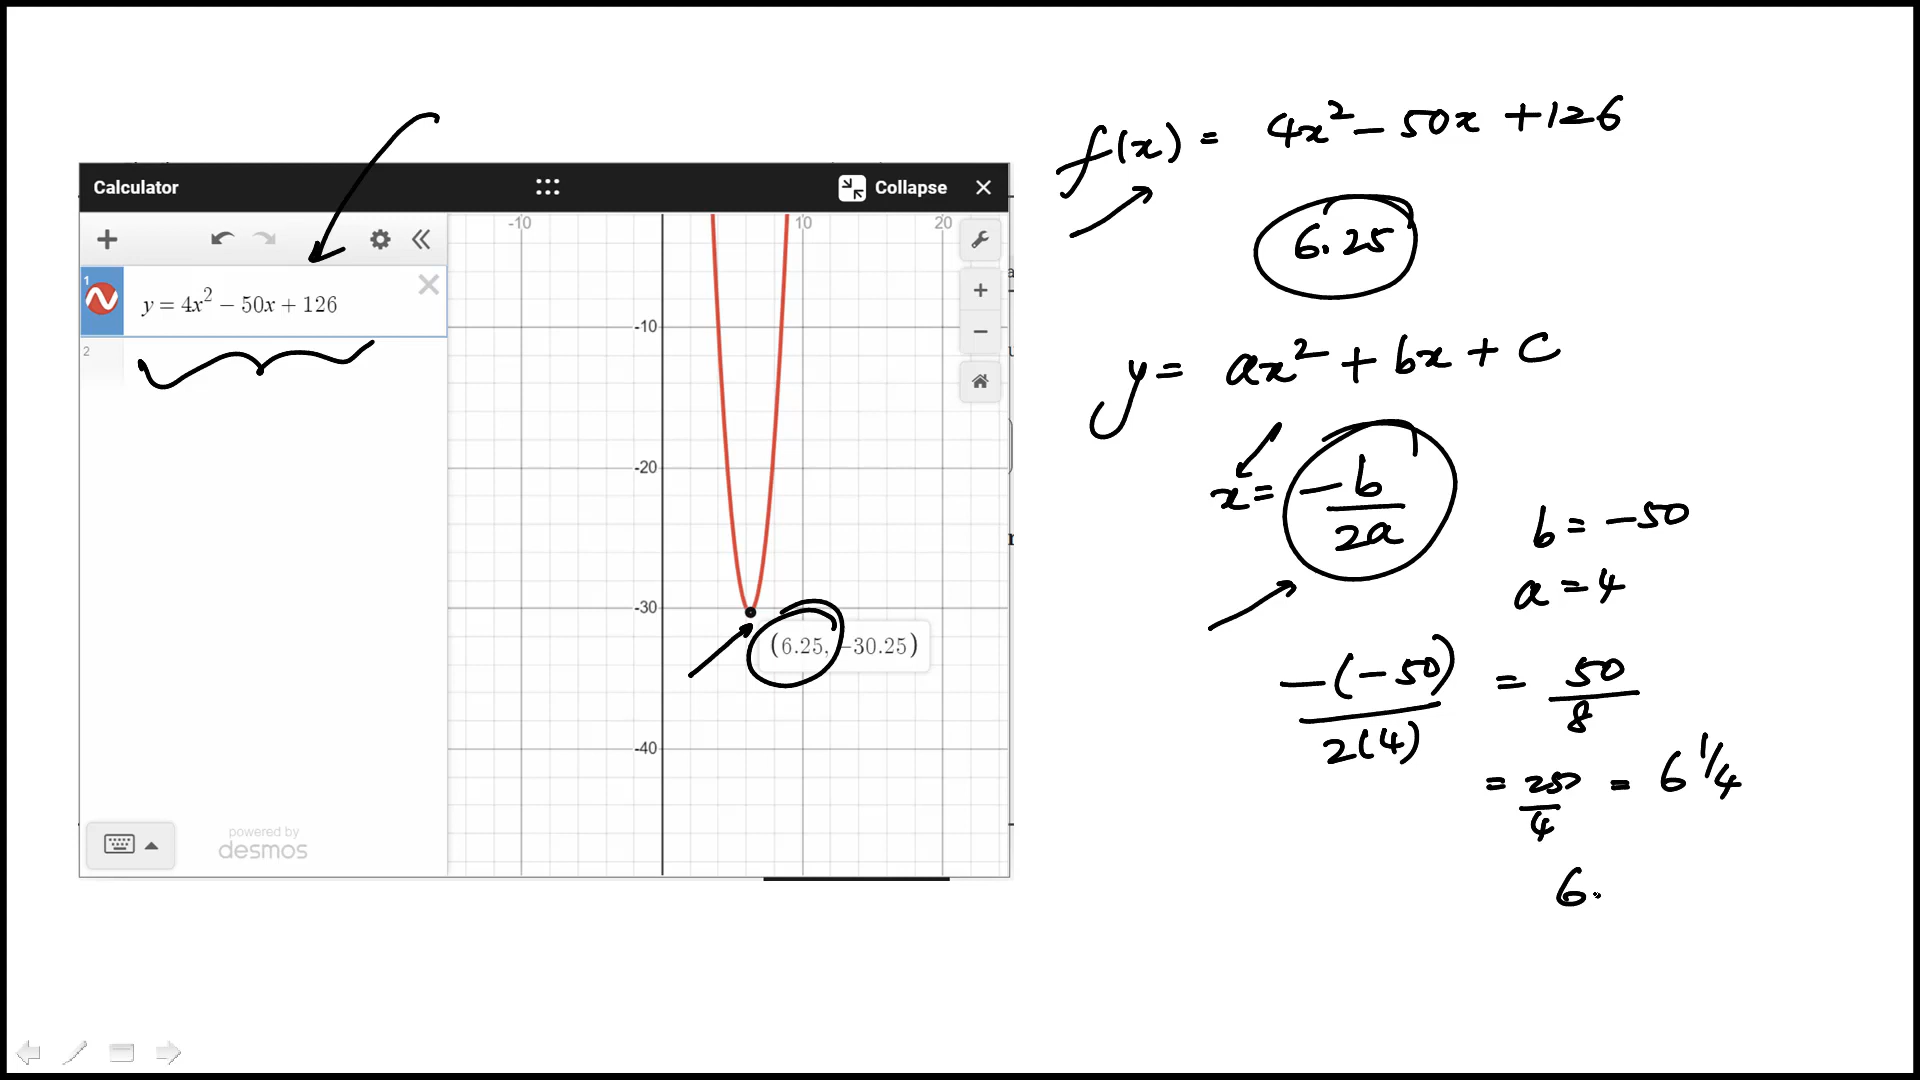 Calculator
Collapse
1
y = 4x² − 50x + 126
2
powered by
desmos
-10
10
20
-10
-20
-30
-40
(6.25, −30.25)
f(x) = 4x² − 50x + 126
6.25
y = ax² + bx + c
x = −b/2a
b = −50
a = 4
−(−50)/2(4) = 50/8
= 25/4 = 6 1/4
6.